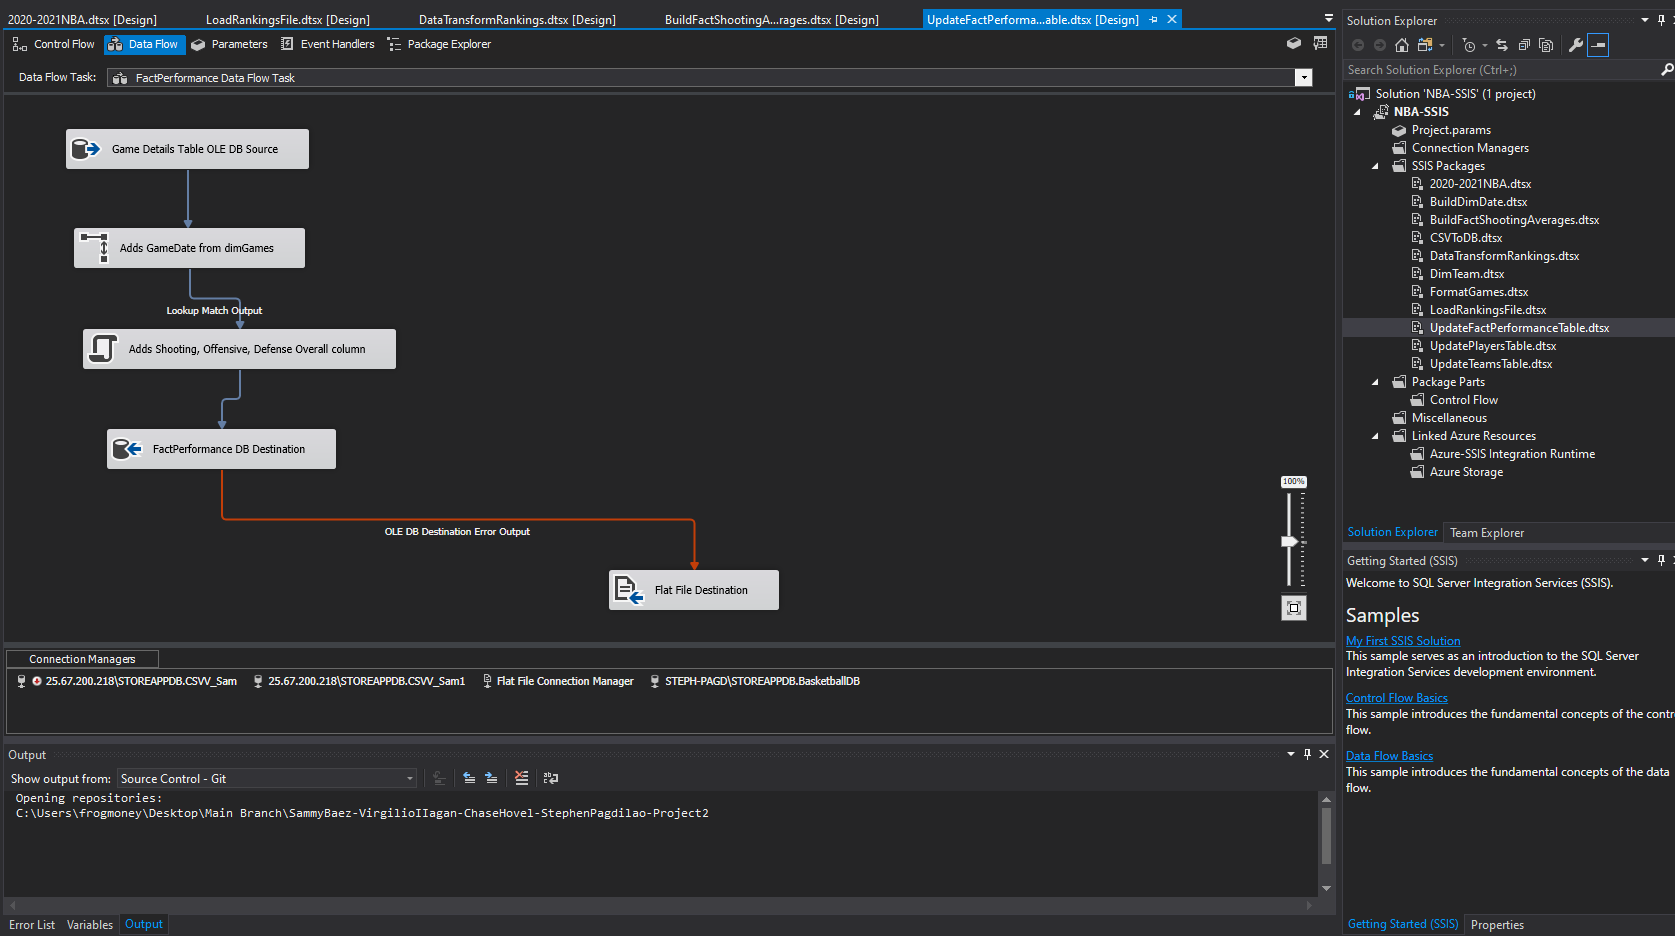 2020-2021NBA.dtsx [Design]
LoadRankingsFile.dtsx [Design]
DataTransformRankings.dtsx [Design]
BuildFactShootingA...rages.dtsx [Design]
UpdateFactPerforma...able.dtsx [Design]
Control Flow
Data Flow
Parameters
Event Handlers
Package Explorer
Data Flow Task:
FactPerformance Data Flow Task
Game Details Table OLE DB Source
Adds GameDate from dimGames
Lookup Match Output
Adds Shooting, Offensive, Defense Overall column
FactPerformance DB Destination
OLE DB Destination Error Output
Flat File Destination
100%
Connection Managers
25.67.200.218\STOREAPPDB.CSVV_Sam
25.67.200.218\STOREAPPDB.CSVV_Sam1
Flat File Connection Manager
STEPH-PAGD\STOREAPPDB.BasketballDB
Output
Show output from:
Source Control - Git
Opening repositories:
C:\Users\frogmoney\Desktop\Main Branch\SammyBaez-VirgilioIIagan-ChaseHovel-StephenPagdilao-Project2
Error List
Variables
Output
Solution Explorer
Search Solution Explorer (Ctrl+;)
Solution 'NBA-SSIS' (1 project)
NBA-SSIS
Project.params
Connection Managers
SSIS Packages
2020-2021NBA.dtsx
BuildDimDate.dtsx
BuildFactShootingAverages.dtsx
CSVToDB.dtsx
DataTransformRankings.dtsx
DimTeam.dtsx
FormatGames.dtsx
LoadRankingsFile.dtsx
UpdateFactPerformanceTable.dtsx
UpdatePlayersTable.dtsx
UpdateTeamsTable.dtsx
Package Parts
Control Flow
Miscellaneous
Linked Azure Resources
Azure-SSIS Integration Runtime
Azure Storage
Solution Explorer
Team Explorer
Getting Started (SSIS)
Welcome to SQL Server Integration Services (SSIS).
Samples
My First SSIS Solution
This sample serves as an introduction to the SQL Server
Integration Services development environment.
Control Flow Basics
This sample introduces the fundamental concepts of the contr
flow.
Data Flow Basics
This sample introduces the fundamental concepts of the data
flow.
Getting Started (SSIS)
Properties